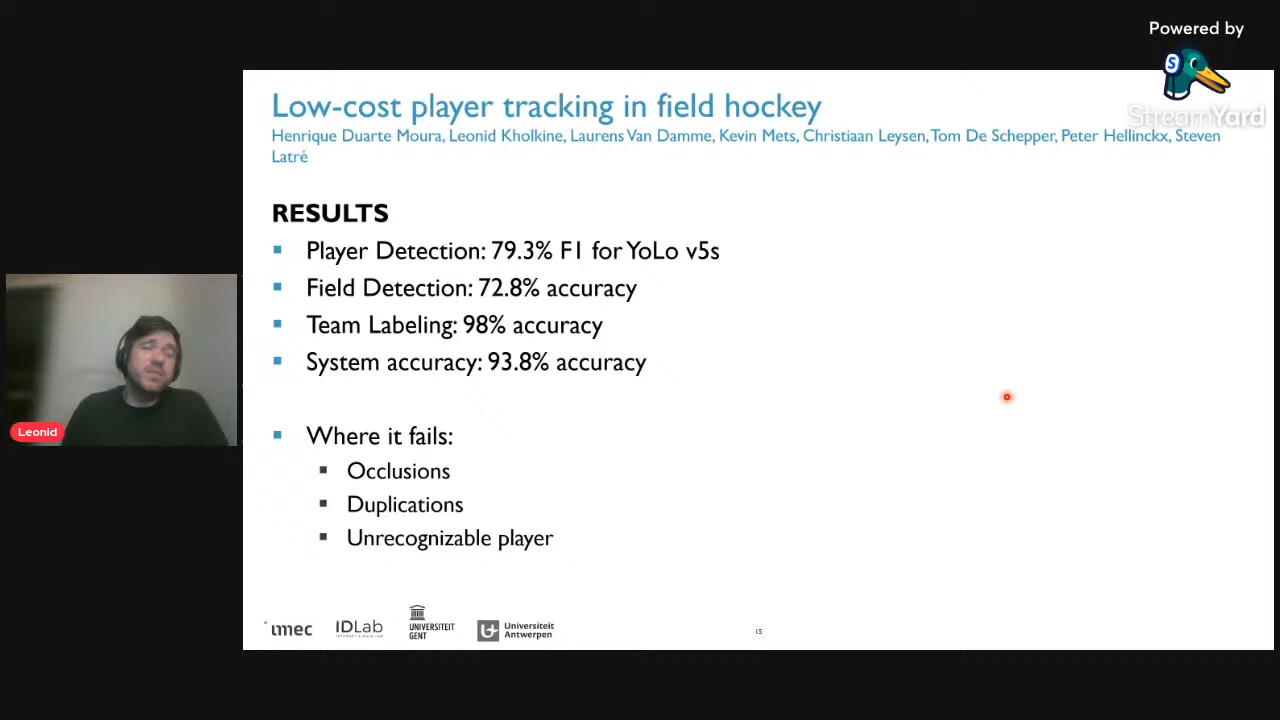 Powered by
StreamYard
Low-cost player tracking in field hockey
Henrique Duarte Moura, Leonid Kholkine, Laurens Van Damme, Kevin Mets, Christiaan Leysen, Tom De Schepper, Peter Hellinckx, Steven
Latré
RESULTS
Player Detection: 79.3% F1 for YoLo v5s
Field Detection: 72.8% accuracy
Team Labeling: 98% accuracy
System accuracy: 93.8% accuracy
Where it fails:
Occlusions
Duplications
Unrecognizable player
Leonid
imec
IDLab
UNIVERSITEIT
GENT
Universiteit
Antwerpen
15